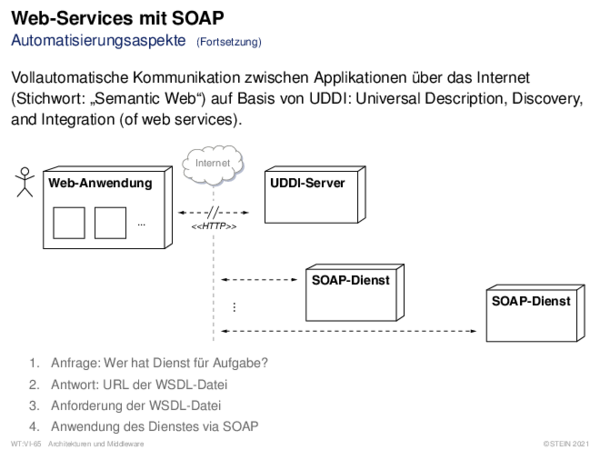 Web-Services mit SOAP
Automatisierungsaspekte (Fortsetzung)
Vollautomatische Kommunikation zwischen Applikationen über das Internet
(Stichwort: „Semantic Web“) auf Basis von UDDI: Universal Description, Discovery,
and Integration (of web services).
Internet
Web-Anwendung
UDDI-Server
...
<<HTTP>>
SOAP-Dienst
...
SOAP-Dienst
1. Anfrage: Wer hat Dienst für Aufgabe?
2. Antwort: URL der WSDL-Datei
3. Anforderung der WSDL-Datei
4. Anwendung des Dienstes via SOAP
WT:VI-65 Architekturen und Middleware ©STEIN 2021